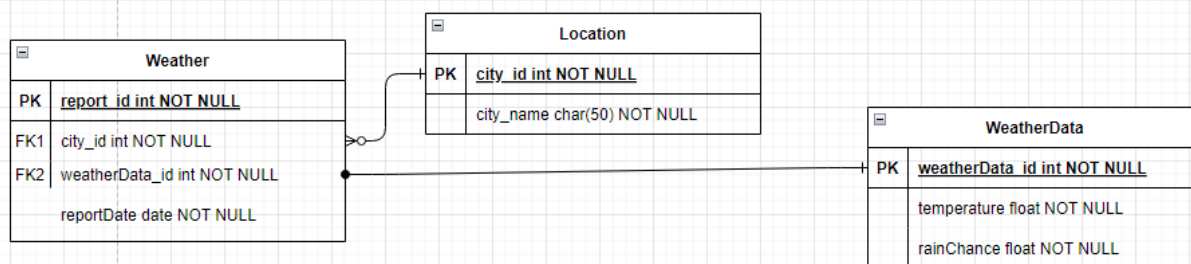 Weather
PK report_id int NOT NULL
FK1 city_id int NOT NULL
FK2 weatherData_id int NOT NULL
reportDate date NOT NULL
Location
PK city_id int NOT NULL
city_name char(50) NOT NULL
WeatherData
PK weatherData_id int NOT NULL
temperature float NOT NULL
rainChance float NOT NULL